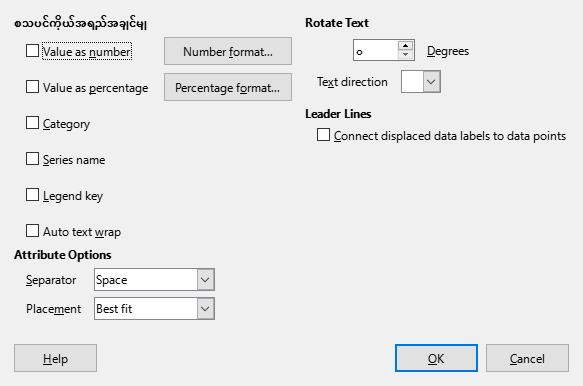 စသပင်ကိုယ်အရည်အချင်းမျ
Value as number
Number format...
Value as percentage
Percentage format...
Category
Series name
Legend key
Auto text wrap
Attribute Options
Separator
Space
Placement
Best fit
Rotate Text
၀
Degrees
Text direction
Leader Lines
Connect displaced data labels to data points
Help
OK
Cancel